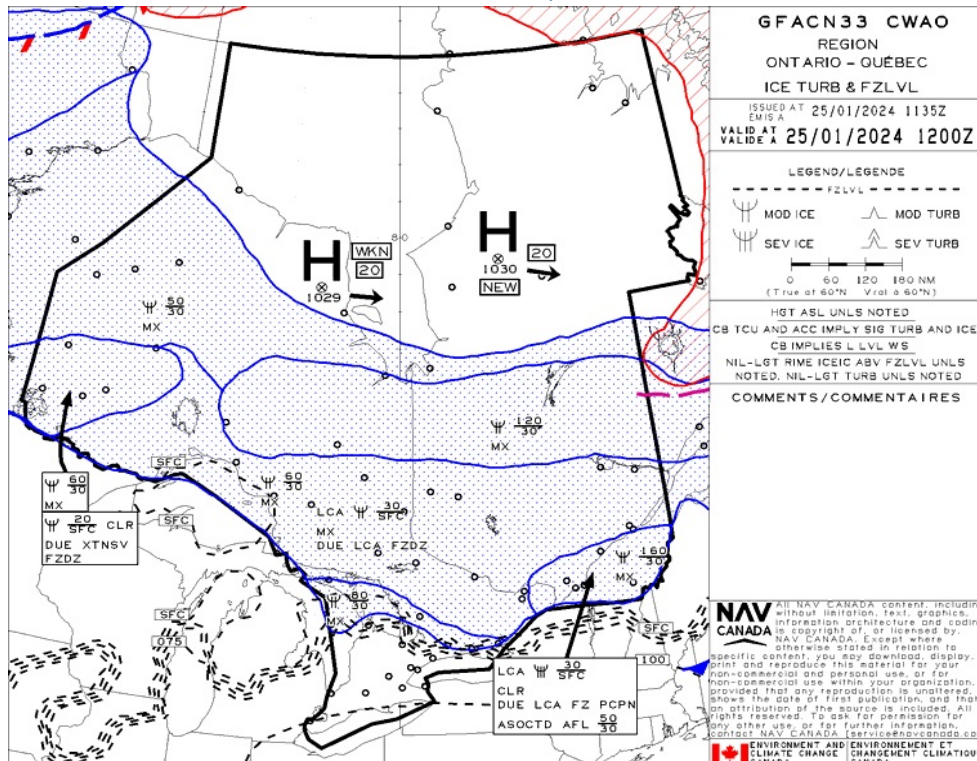 GFACN33 CWAO
REGION
ONTARIO - QUÉBEC
ICE TURB & FZLVL
ISSUED AT
ÉMIS A
25/01/2024 1135Z
VALID AT
VALIDE A
25/01/2024 1200Z
LEGEND/LÉGENDE
FZLVL
MOD ICE
MOD TURB
SEV ICE
SEV TURB
0 60 120 180 NM
(True at 60°N Vrai à 60°N)
HGT ASL UNLS NOTED
CB TCU AND ACC IMPLY SIG TURB AND ICE
CB IMPLIES L LVL WS
NIL-LGT RIME ICEIC ABV FZLVL UNLS
NOTED. NIL-LGT TURB UNLS NOTED
COMMENTS/COMMENTAIRES
80
H
WKN
20
1029
H
20
1030
NEW
50
30
MX
120
30
MX
SFC
60
30
MX
60
30
MX
20
SFC
CLR
DUE XTNSV
FZDZ
SFC
LCA
30
SFC
MX
DUE LCA FZDZ
160
30
MX
80
30
MX
SFC
075
SFC
100
LCA
30
SFC
CLR
DUE LCA FZ PCPN
ASOCTD AFL
50
30
NAV
CANADA
All NAV CANADA content, including
without limitation, text, graphics,
information architecture and coding
is copyright of, or licensed by,
NAV CANADA. Except where
otherwise stated in relation to
specific content, you may download, display,
print and reproduce this material for your
non-commercial and personal use, or for
non-commercial use within your organization,
provided that any reproduction is unaltered,
shows the date of first publication, and that
an attribution of the source is included. All
rights reserved. To ask for permission for
any other use, or for further information,
contact NAV CANADA [service@navcanada.co
ENVIRONMENT AND
CLIMATE CHANGE
CANADA
ENVIRONNEMENT ET
CHANGEMENT CLIMATIQUE
CANADA